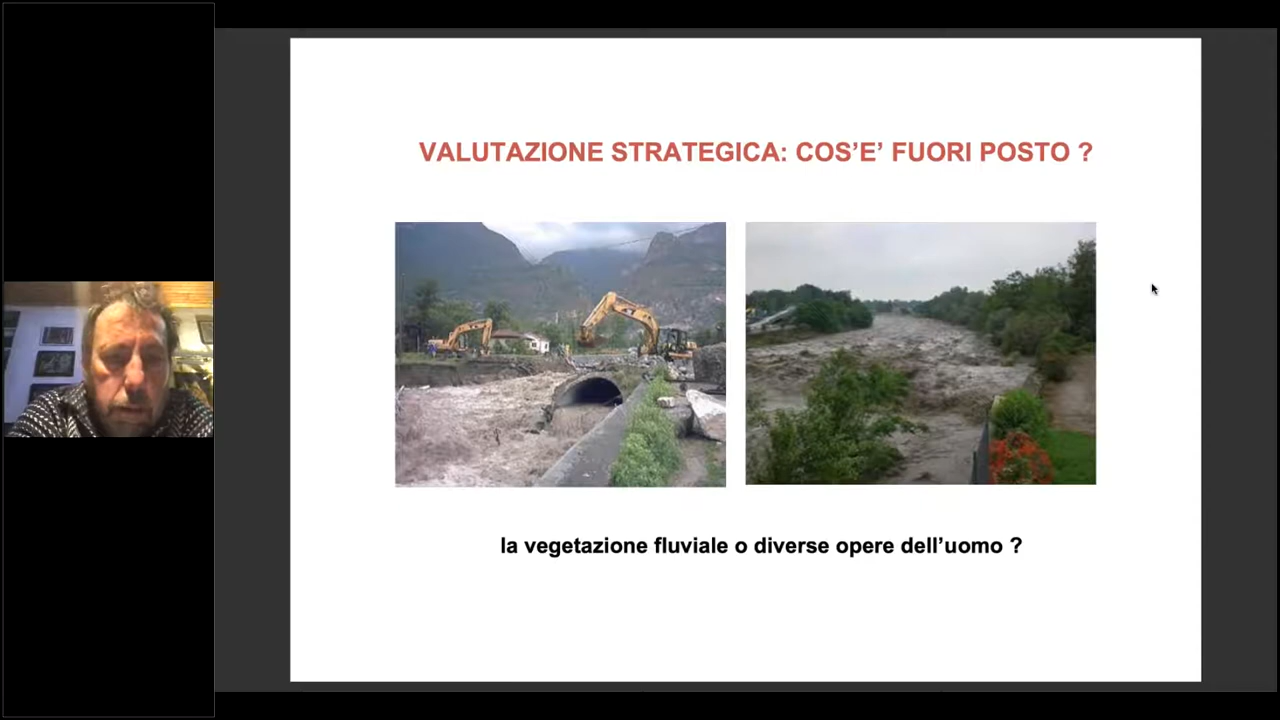 VALUTAZIONE STRATEGICA: COS’E’ FUORI POSTO ?
la vegetazione fluviale o diverse opere dell’uomo ?